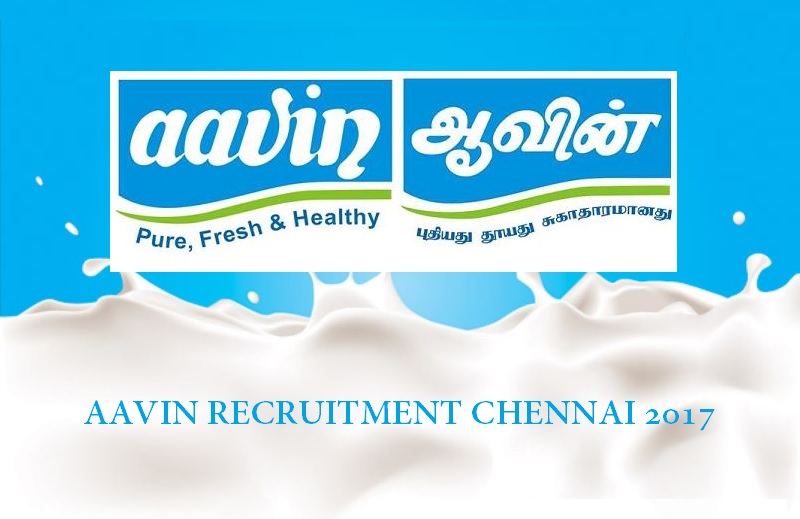 aavin
Pure, Fresh & Healthy
ஆவின்
புதியது தூயது சுகாதாரமானது
AAVIN RECRUITMENT CHENNAI 2017